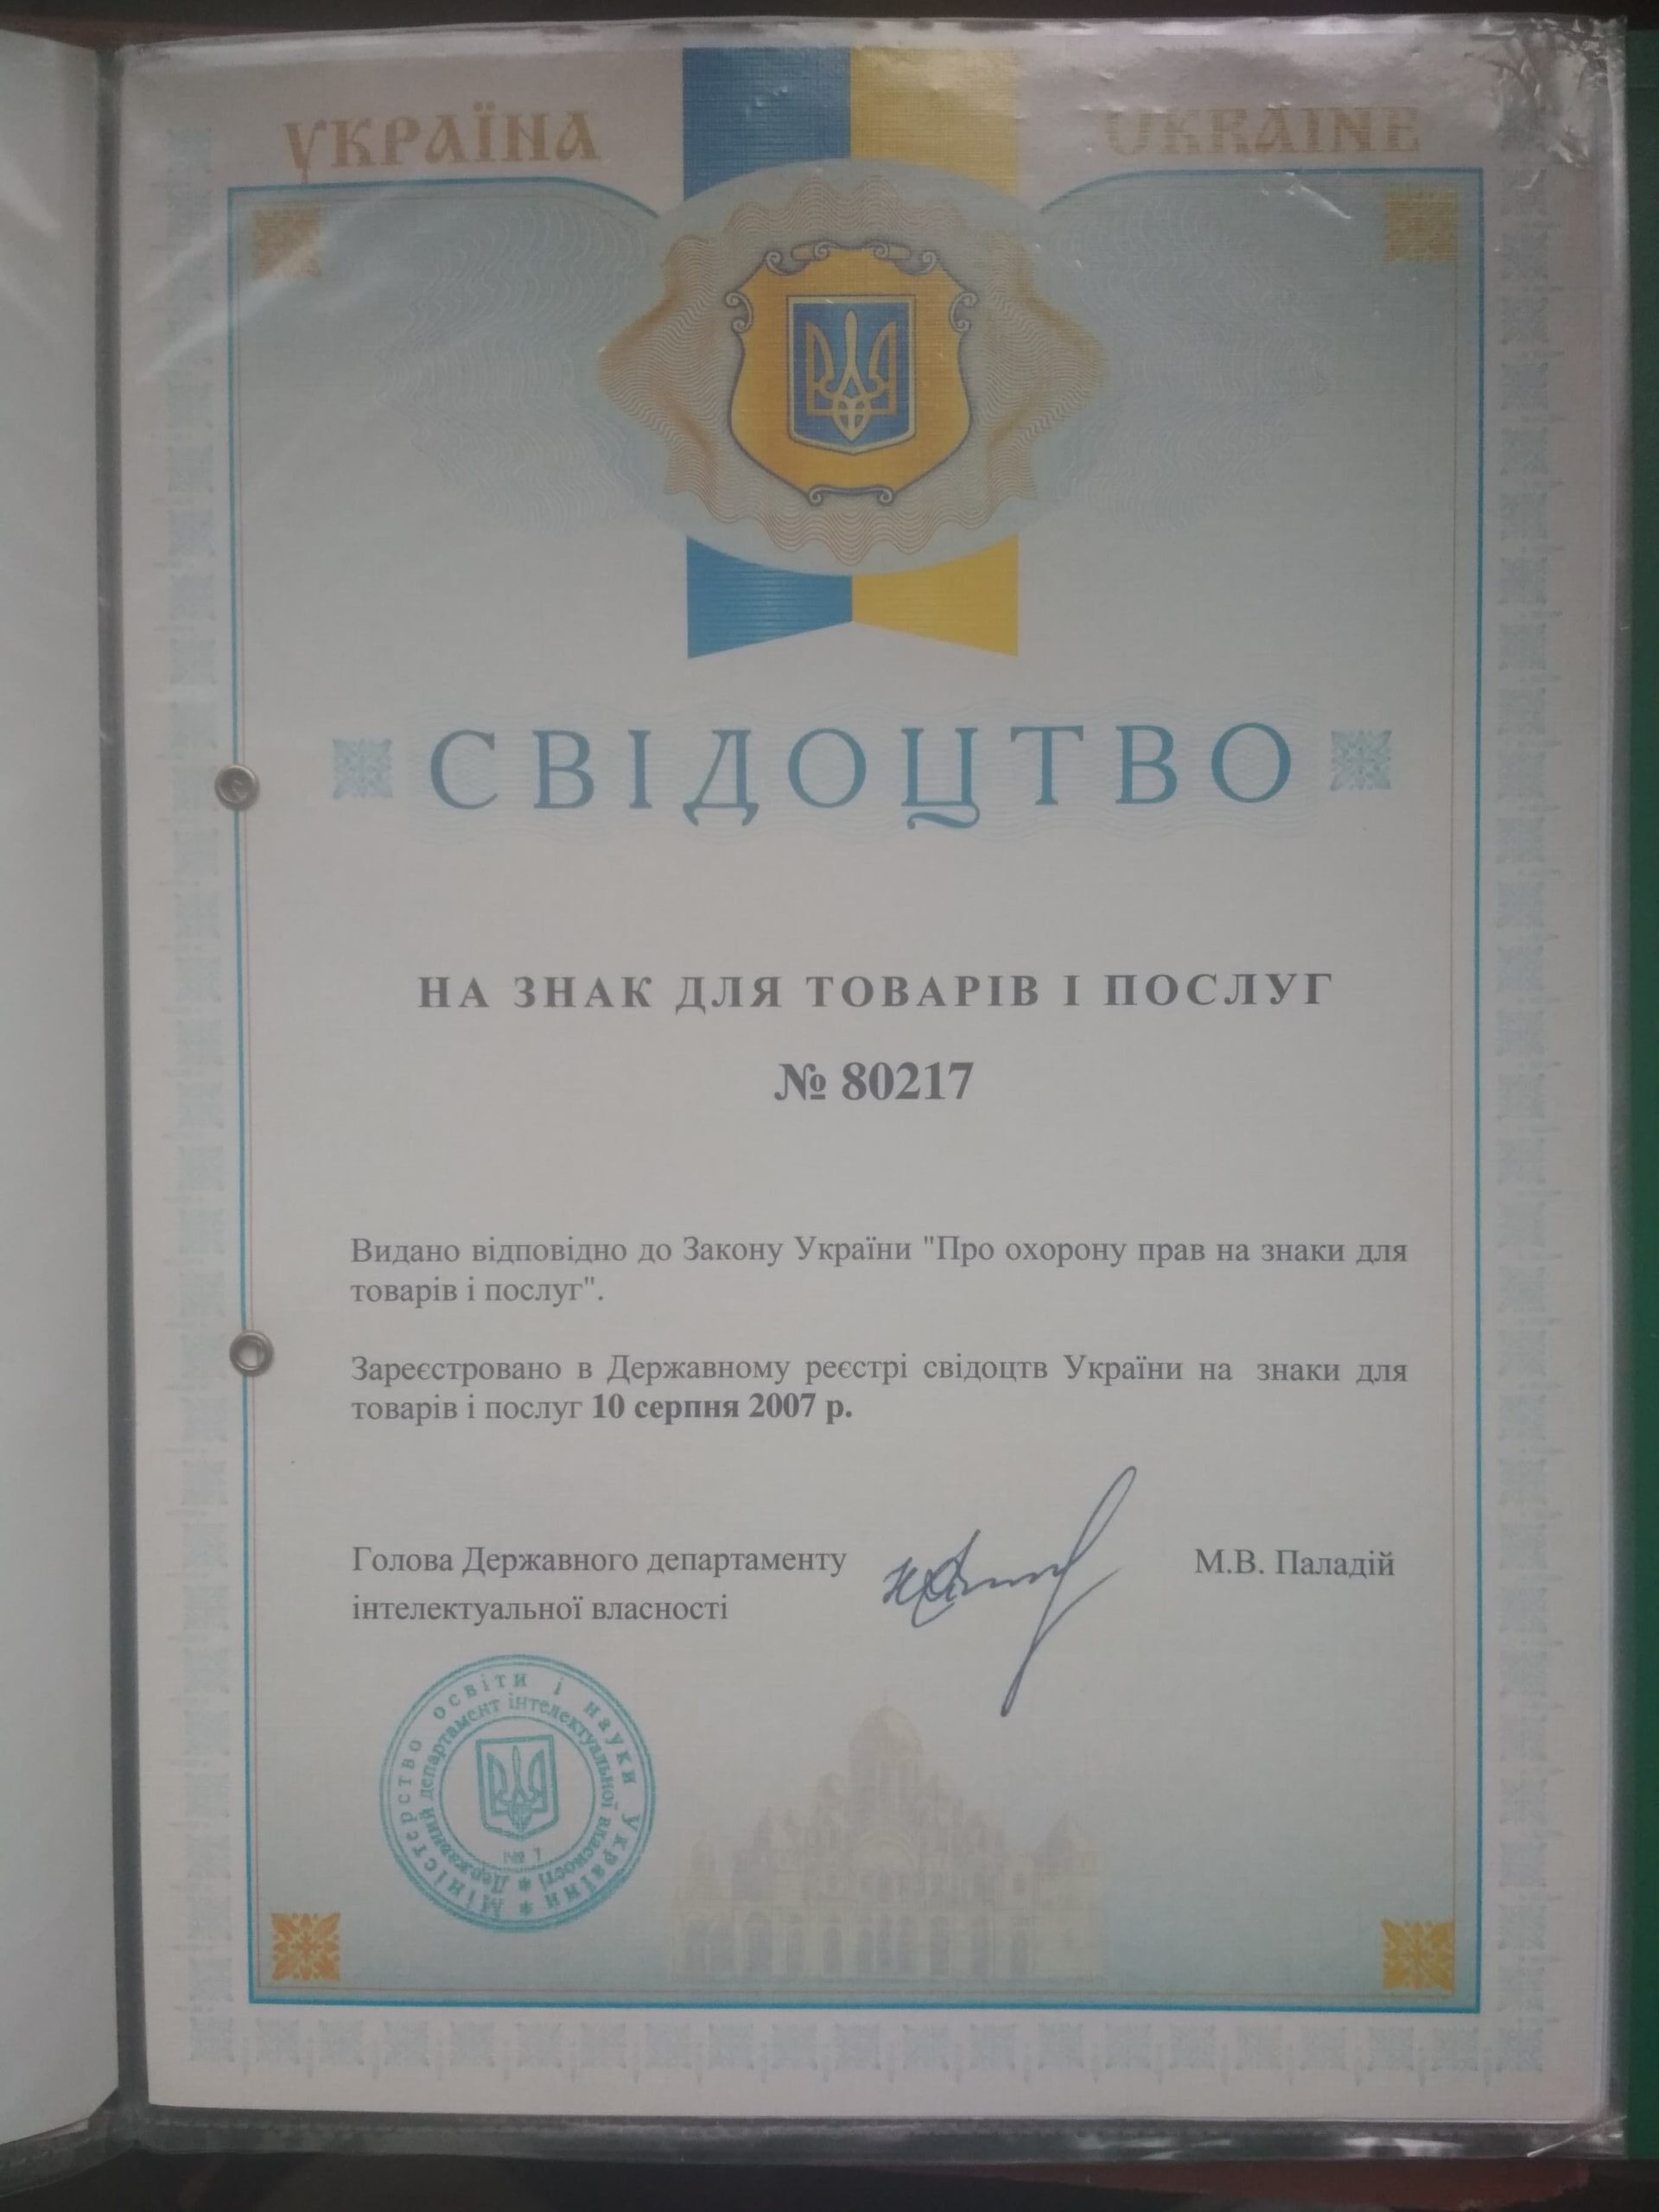 УКРАЇНА
UKRAINE
СВІДОЦТВО
НА ЗНАК ДЛЯ ТОВАРІВ І ПОСЛУГ
№ 80217
Видано відповідно до Закону України "Про охорону прав на знаки для
товарів і послуг".
Зареєстровано в Державному реєстрі свідоцтв України на знаки для
товарів і послуг 10 серпня 2007 р.
Голова Державного департаменту
М.В. Паладій
інтелектуальної власності
Міністерство освіти і науки України *
Державний департамент інтелектуальної власності *
№ 1